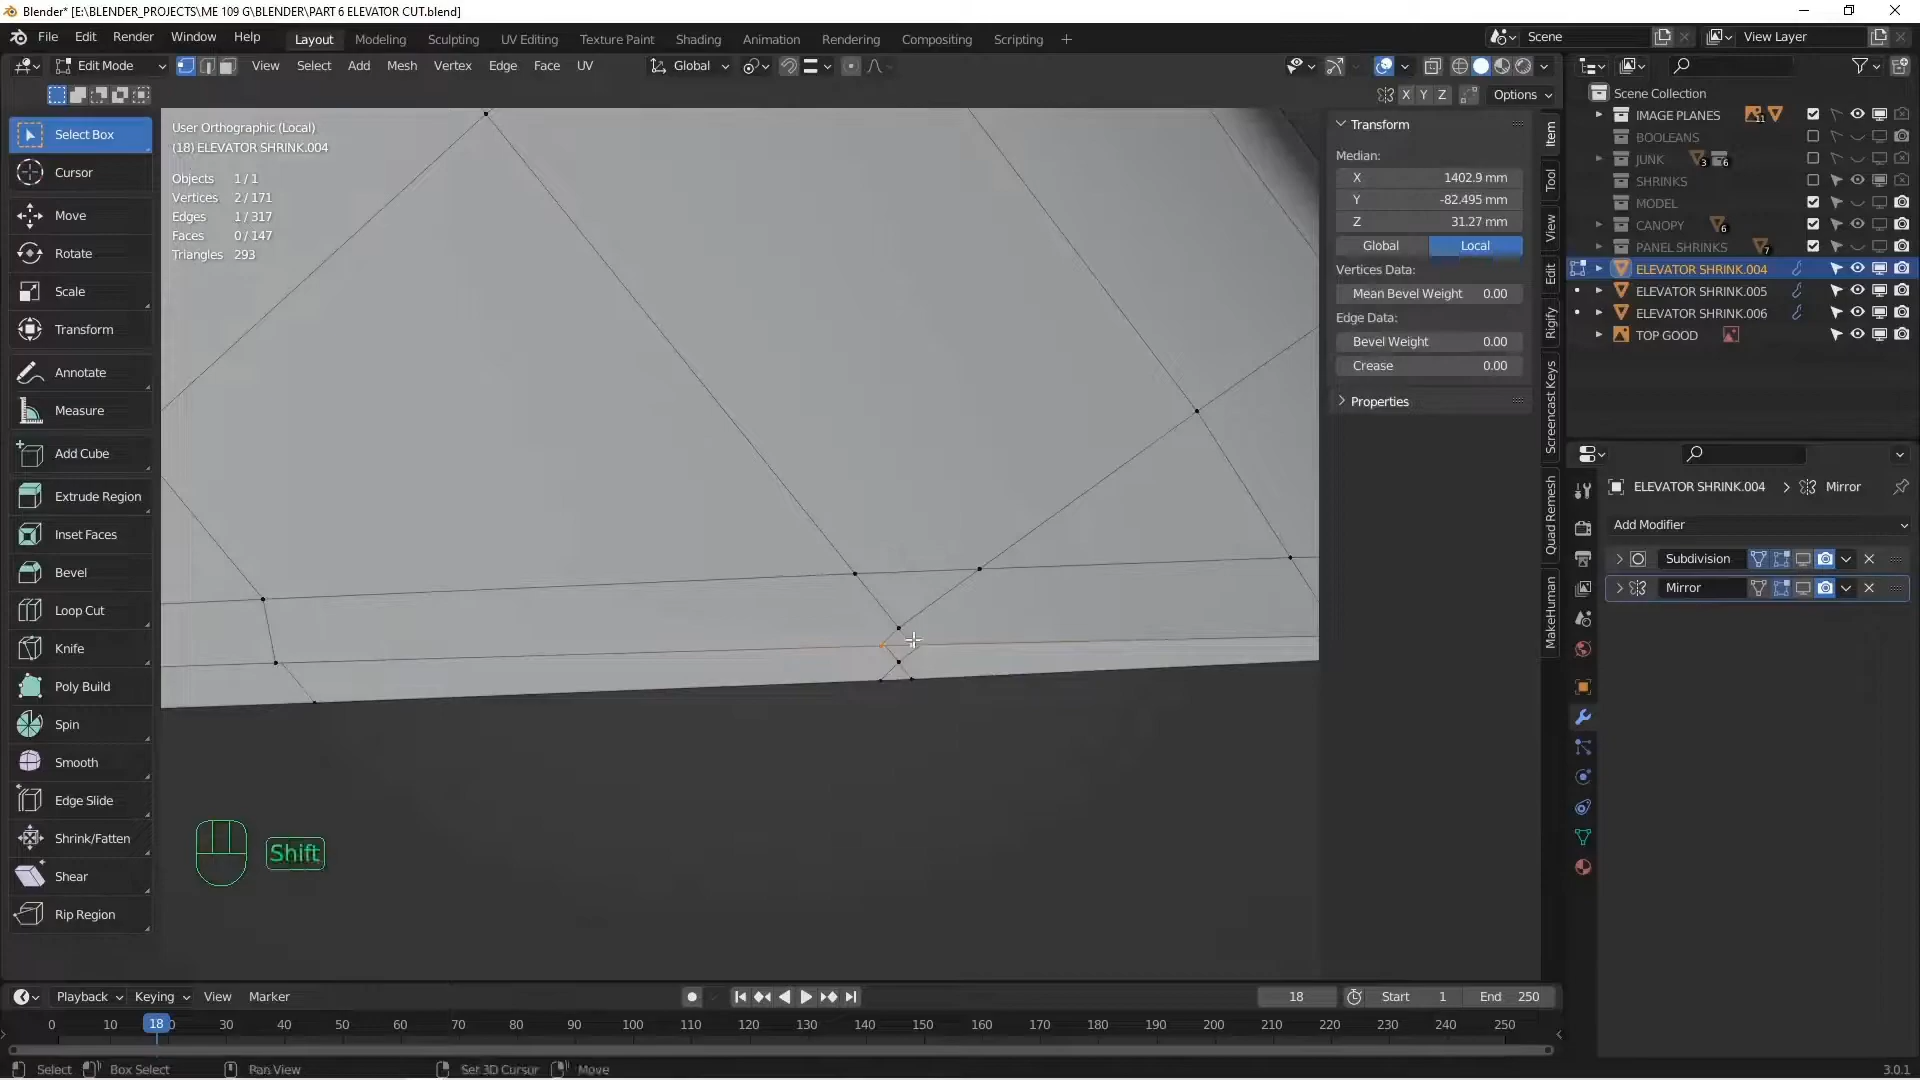 Blender* [E:\BLENDER_PROJECTS\ME 109 G\BLENDER\PART 6 ELEVATOR CUT.blend]
File Edit Render Window Help Layout Modeling Sculpting UV Editing Texture Paint Shading Animation Rendering Compositing Scripting + Scene View Layer
Edit Mode View Select Add Mesh Vertex Edge Face UV Global
X Y Z Options
Select Box
Cursor
Move
Rotate
Scale
Transform
Annotate
Measure
Add Cube
Extrude Region
Inset Faces
Bevel
Loop Cut
Knife
Poly Build
Spin
Smooth
Edge Slide
Shrink/Fatten
Shear
Rip Region
User Orthographic (Local)
(18) ELEVATOR SHRINK.004
Objects 1 / 1
Vertices 2 / 171
Edges 1 / 317
Faces 0 / 147
Triangles 293
Shift
Transform
Median:
X 1402.9 mm
Y -82.495 mm
Z 31.27 mm
Global Local
Vertices Data:
Mean Bevel Weight 0.00
Edge Data:
Bevel Weight 0.00
Crease 0.00
Properties
Item
Tool
View
Edit
Rigify
Screencast Keys
Quad Remesh
MakeHuman
Scene Collection
IMAGE PLANES 11
BOOLEANS
JUNK 3 6
SHRINKS
MODEL
CANOPY 6
PANEL SHRINKS 7
ELEVATOR SHRINK.004
ELEVATOR SHRINK.005
ELEVATOR SHRINK.006
TOP GOOD
ELEVATOR SHRINK.004 > Mirror
Add Modifier
Subdivision
Mirror
Playback Keying View Marker 18 Start 1 End 250
0 10 18 30 40 50 60 70 80 90 100 110 120 130 140 150 160 170 180 190 200 210 220 230 240 250
Select Box Select Pan View Set 3D Cursor Move 3.0.1